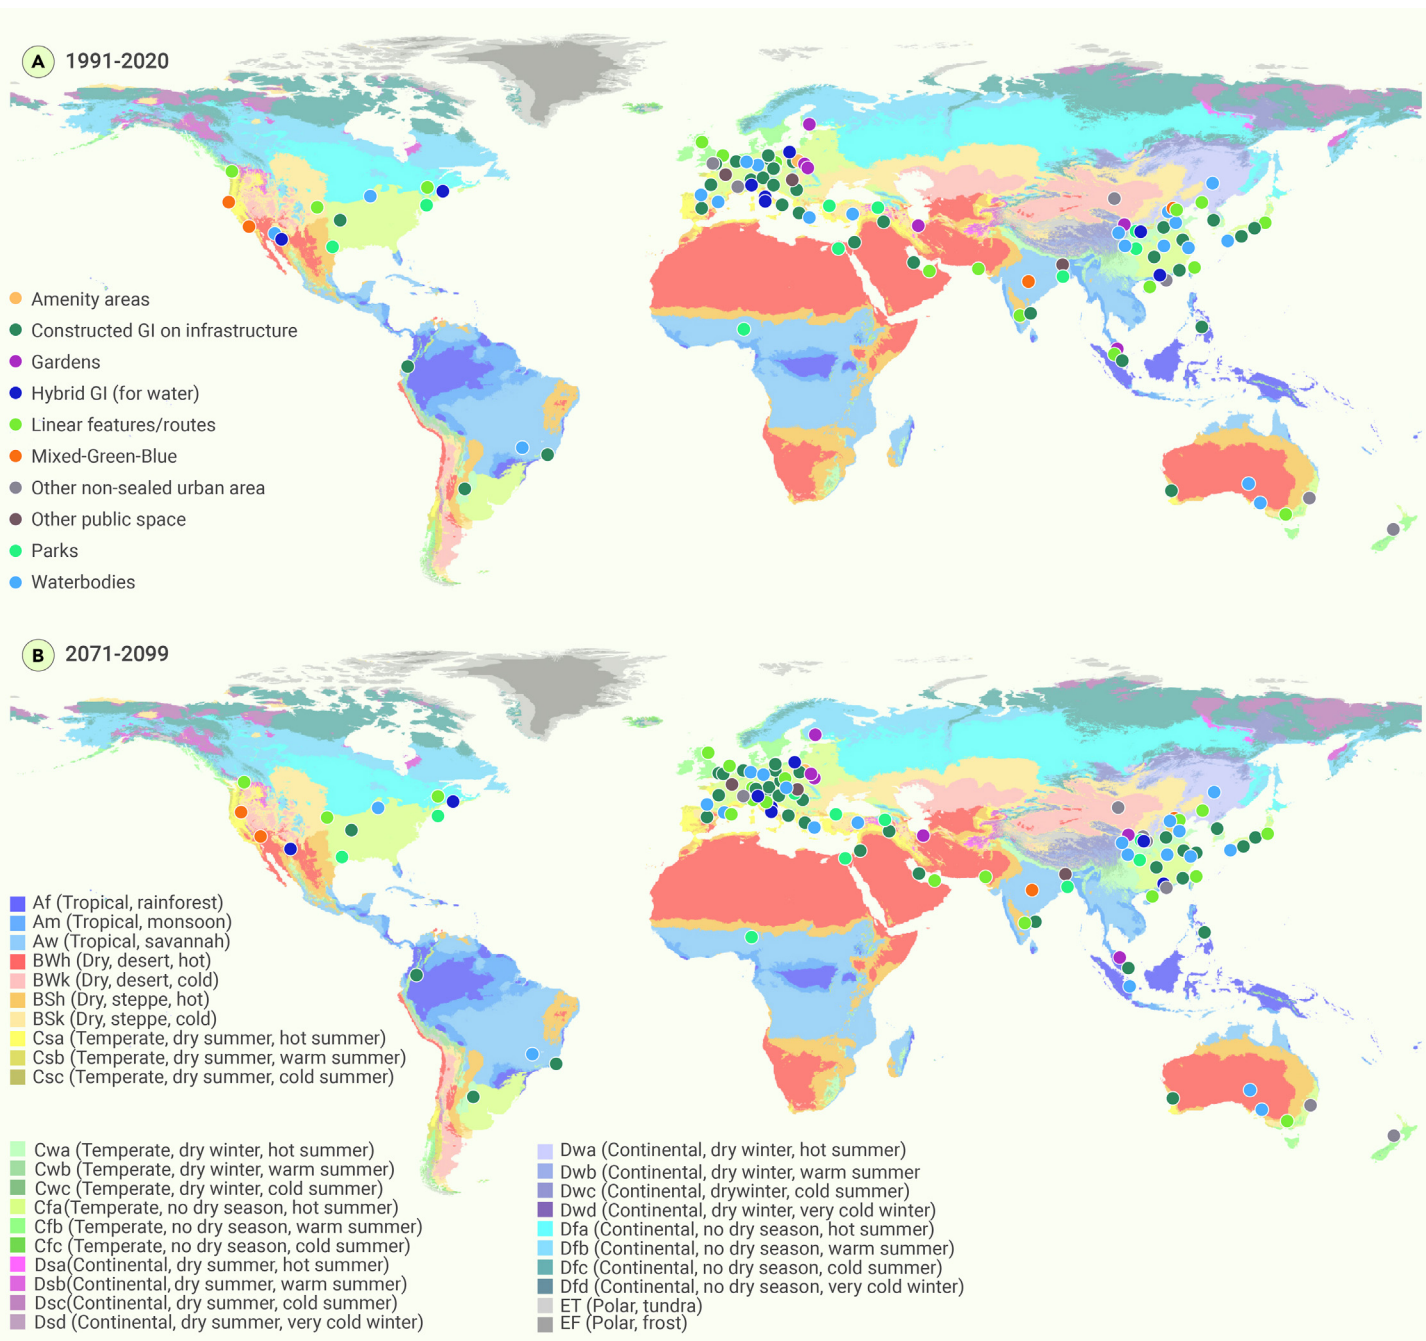 A 1991-2020
Amenity areas
Constructed GI on infrastructure
Gardens
Hybrid GI (for water)
Linear features/routes
Mixed-Green-Blue
Other non-sealed urban area
Other public space
Parks
Waterbodies
B 2071-2099
Af (Tropical, rainforest)
Am (Tropical, monsoon)
Aw (Tropical, savannah)
BWh (Dry, desert, hot)
BWk (Dry, desert, cold)
BSh (Dry, steppe, hot)
BSk (Dry, steppe, cold)
Csa (Temperate, dry summer, hot summer)
Csb (Temperate, dry summer, warm summer)
Csc (Temperate, dry summer, cold summer)
Cwa (Temperate, dry winter, hot summer)
Cwb (Temperate, dry winter, warm summer)
Cwc (Temperate, dry winter, cold summer)
Cfa(Temperate, no dry season, hot summer)
Cfb (Temperate, no dry season, warm summer)
Cfc (Temperate, no dry season, cold summer)
Dsa(Continental, dry summer, hot summer)
Dsb(Continental, dry summer, warm summer)
Dsc(Continental, dry summer, cold summer)
Dsd (Continental, dry summer, very cold winter)
Dwa (Continental, dry winter, hot summer)
Dwb (Continental, dry winter, warm summer
Dwc (Continental, drywinter, cold summer)
Dwd (Continental, dry winter, very cold winter)
Dfa (Continental, no dry season, hot summer)
Dfb (Continental, no dry season, warm summer)
Dfc (Continental, no dry season, cold summer)
Dfd (Continental, no dry season, very cold winter)
ET (Polar, tundra)
EF (Polar, frost)